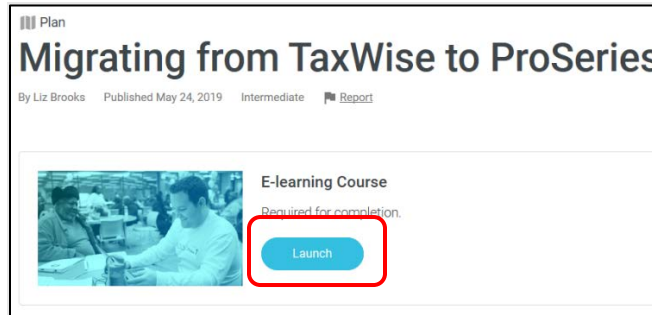 Plan
Migrating from TaxWise to ProSeries
By Liz Brooks Published May 24, 2019 Intermediate Report
E-learning Course
Required for completion.
Launch